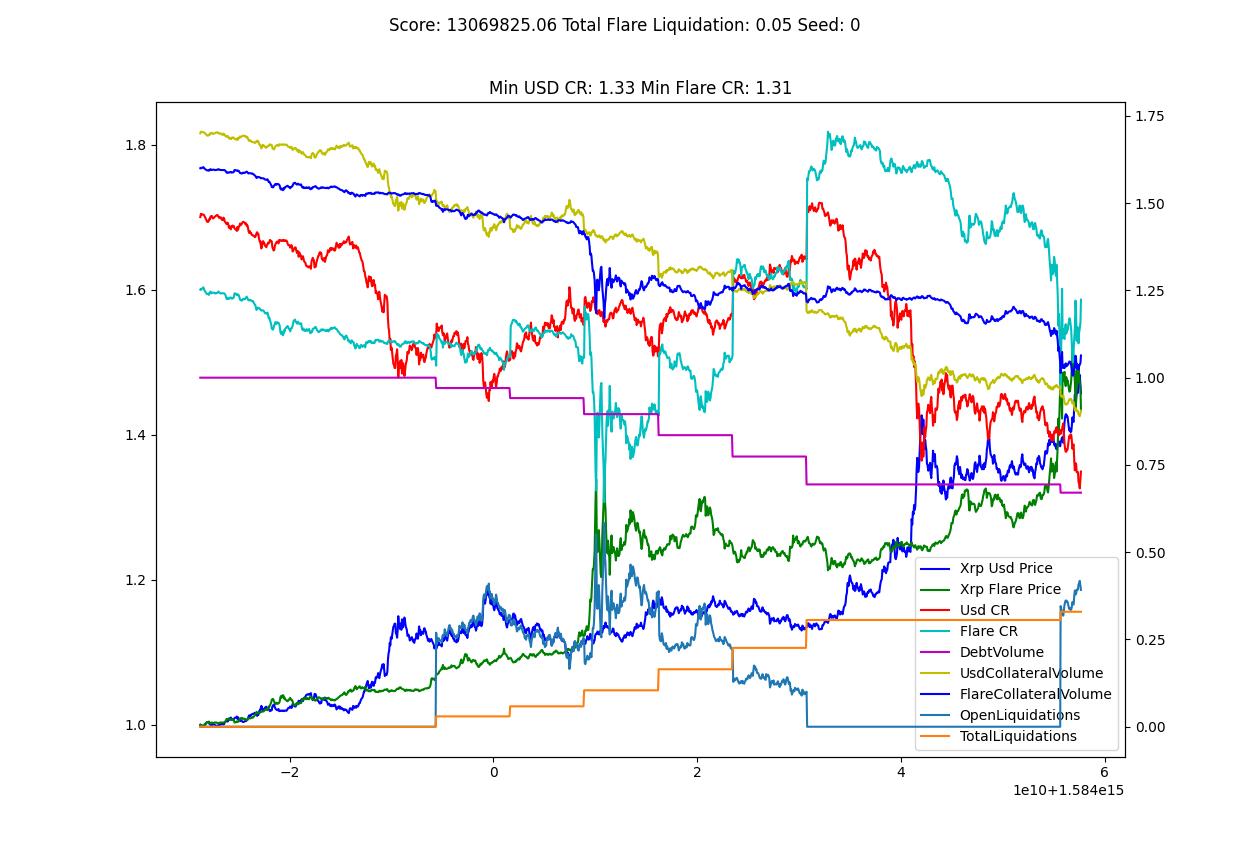 Score: 13069825.06 Total Flare Liquidation: 0.05 Seed: 0
Min USD CR: 1.33 Min Flare CR: 1.31
1.8
1.6
1.4
1.2
1.0
1.75
1.50
1.25
1.00
0.75
0.50
0.25
0.00
Xrp Usd Price
Xrp Flare Price
Usd CR
Flare CR
DebtVolume
UsdCollateralVolume
FlareCollateralVolume
OpenLiquidations
TotalLiquidations
−2 0 2 4 6
1e10+1.584e15